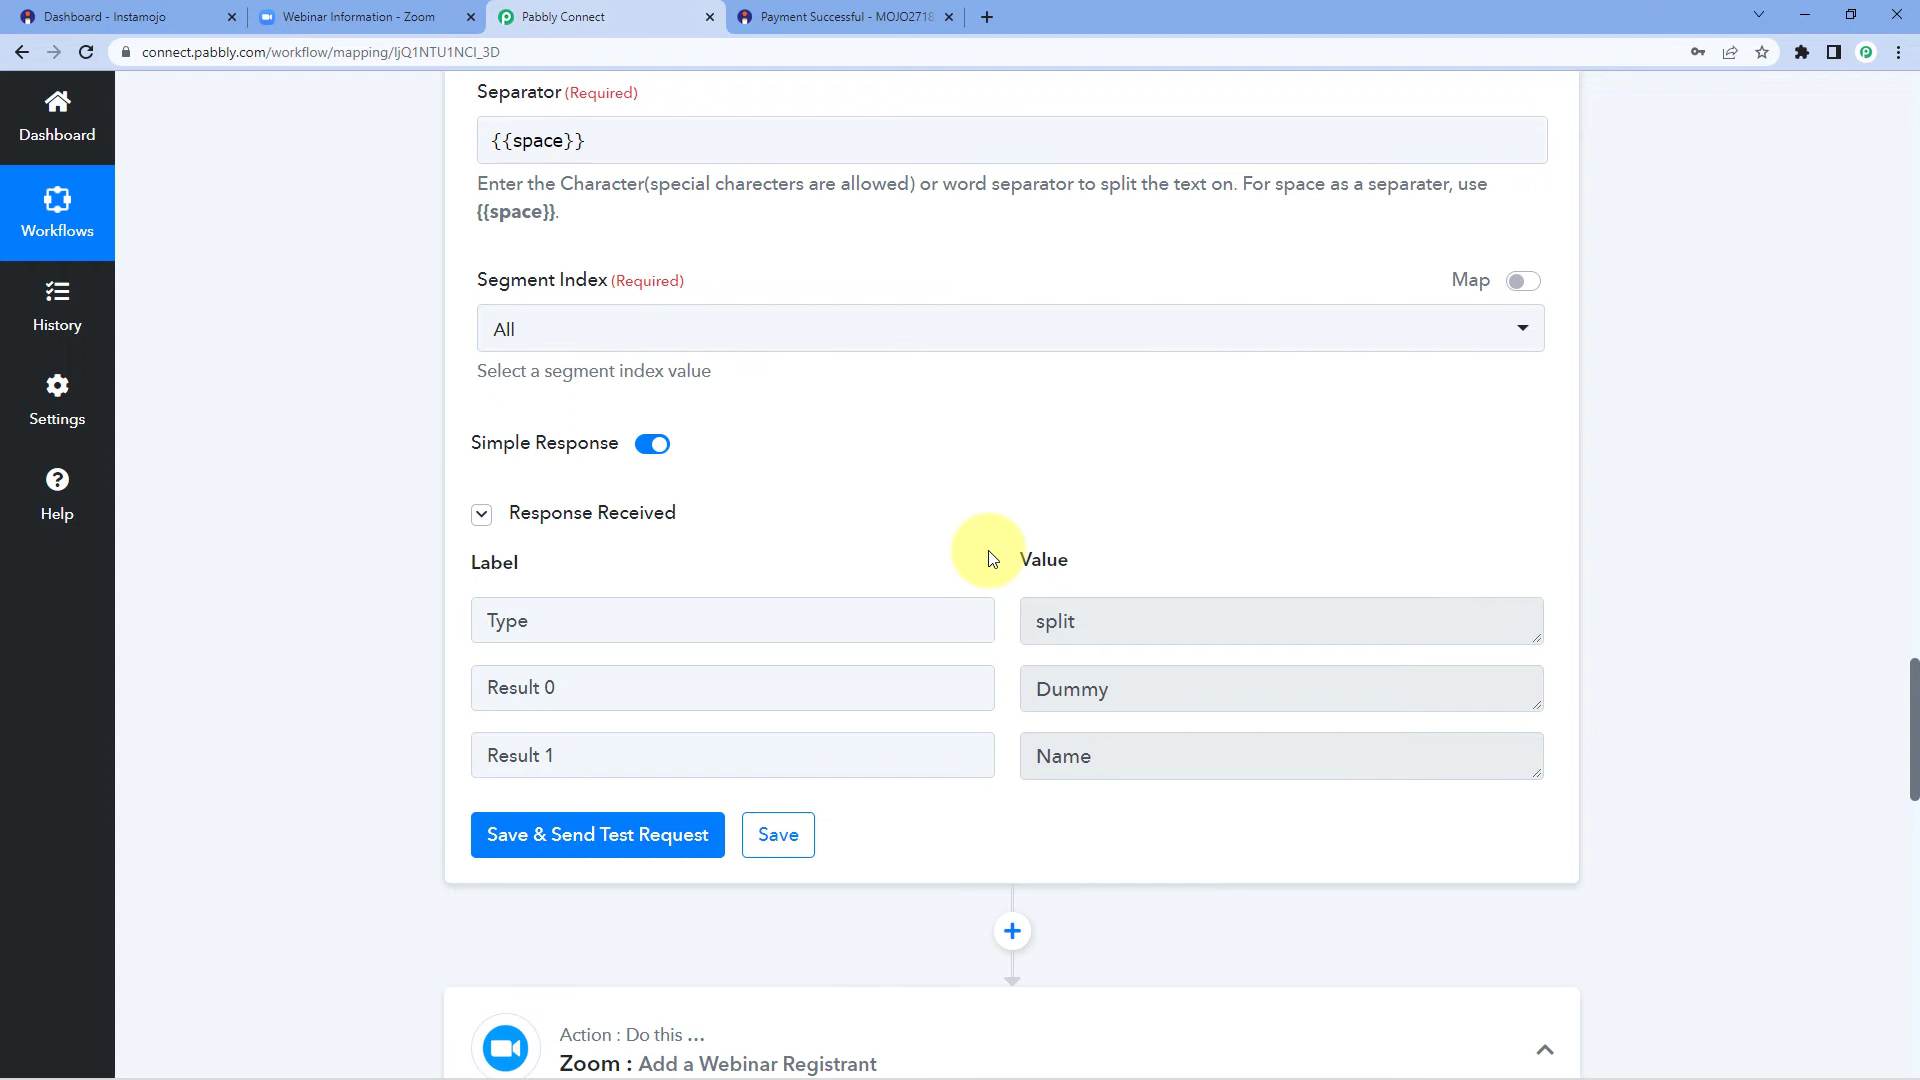 Dashboard - Instamojo
Webinar Information - Zoom
Pabbly Connect
Payment Successful - MOJO2718
connect.pabbly.com/workflow/mapping/IjQ1NTU1NCI_3D
Dashboard
Workflows
History
Settings
Help
Separator (Required)
{{space}}
Enter the Character(special charecters are allowed) or word separator to split the text on. For space as a separater, use
{{space}}.
Segment Index (Required)
Map
All
Select a segment index value
Simple Response
Response Received
Label
Value
Type
split
Result 0
Dummy
Result 1
Name
Save & Send Test Request
Save
Action : Do this ...
Zoom : Add a Webinar Registrant